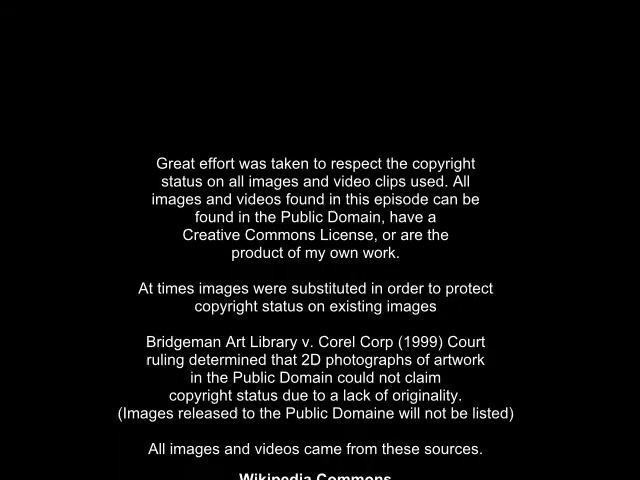 Great effort was taken to respect the copyright
status on all images and video clips used. All
images and videos found in this episode can be
found in the Public Domain, have a
Creative Commons License, or are the
product of my own work.
At times images were substituted in order to protect
copyright status on existing images
Bridgeman Art Library v. Corel Corp (1999) Court
ruling determined that 2D photographs of artwork
in the Public Domain could not claim
copyright status due to a lack of originality.
(Images released to the Public Domaine will not be listed)
All images and videos came from these sources.
Wikipedia Commons